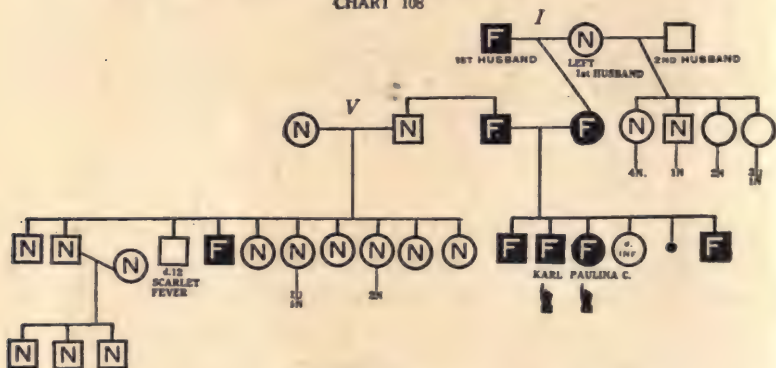 CHART 108
I
F N
1ST HUSBAND LEFT 1st HUSBAND 2ND HUSBAND
V
N N F F N N
4N. 1N 2N 1N
N N F N N N N N N N F F F d. INF F
d.12 SCARLET FEVER
KARL PAULINA C.
2N
N N N